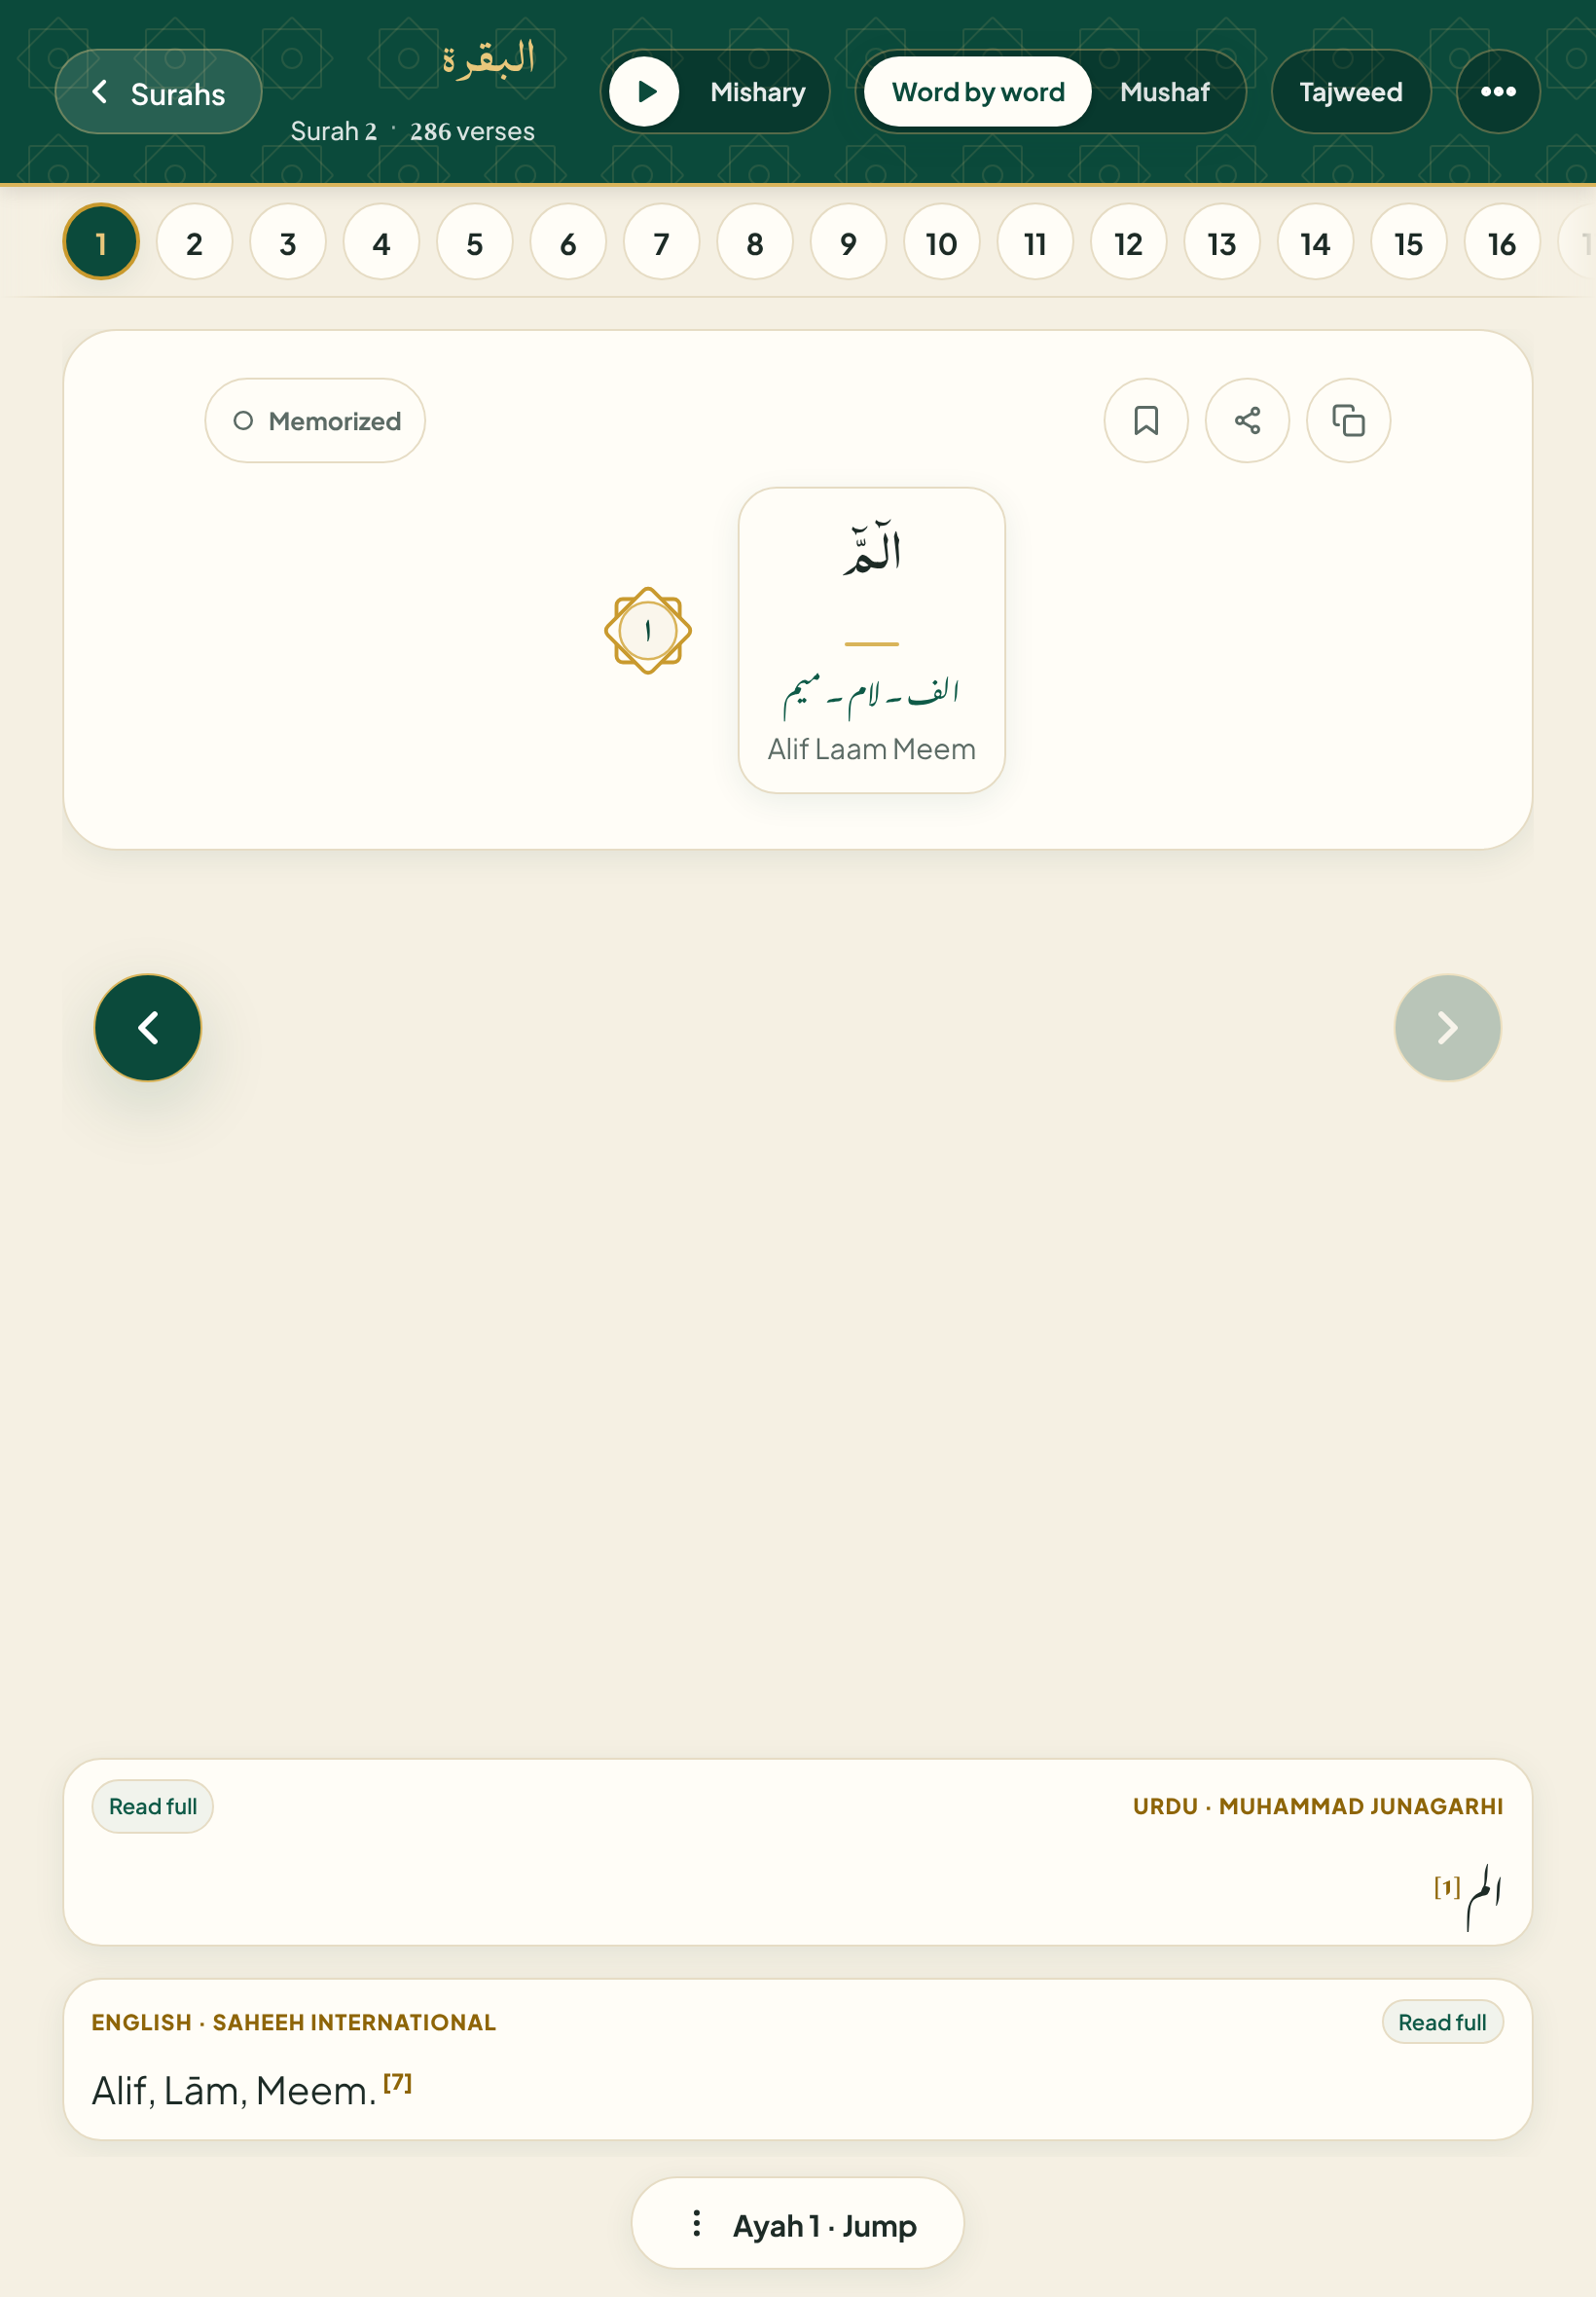 Surahs
البقرة
Surah 2 · 286 verses
Mishary
Word by word
Mushaf
Tajweed
1 2 3 4 5 6 7 8 9 10 11 12 13 14 15 16
Memorized
الٓمّٓ
١
الف۔لام۔میم
Alif Laam Meem
Read full
URDU · MUHAMMAD JUNAGARHI
الم [1]
ENGLISH · SAHEEH INTERNATIONAL
Read full
Alif, Lām, Meem. [7]
Ayah 1 · Jump